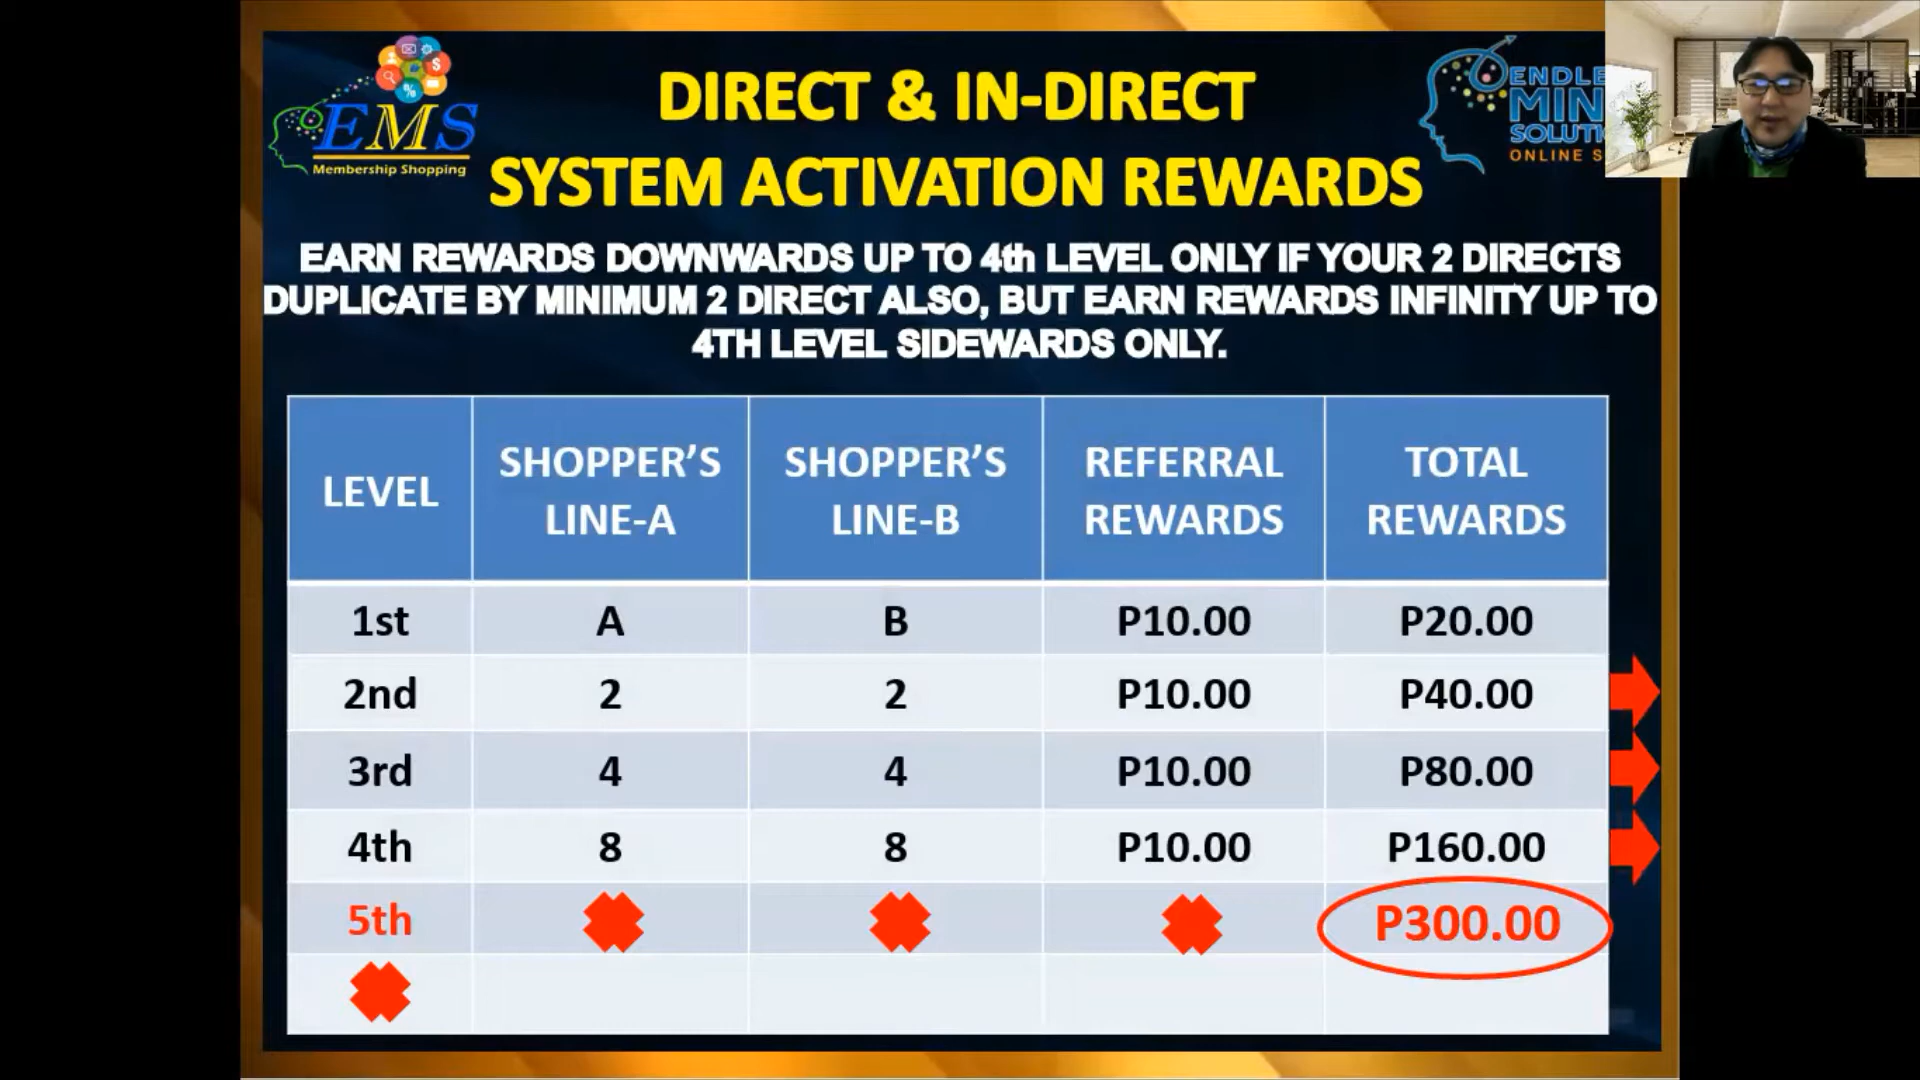 EMS
Membership Shopping
DIRECT & IN-DIRECT
SYSTEM ACTIVATION REWARDS
SOLUTI
ONLINE S
EARN REWARDS DOWNWARDS UP TO 4th LEVEL ONLY IF YOUR 2 DIRECTS
DUPLICATE BY MINIMUM 2 DIRECT ALSO, BUT EARN REWARDS INFINITY UP TO
4TH LEVEL SIDEWARDS ONLY.
LEVEL SHOPPER'S LINE-A SHOPPER'S LINE-B REFERRAL REWARDS TOTAL REWARDS
1st A B P10.00 P20.00
2nd 2 2 P10.00 P40.00
3rd 4 4 P10.00 P80.00
4th 8 8 P10.00 P160.00
5th P300.00